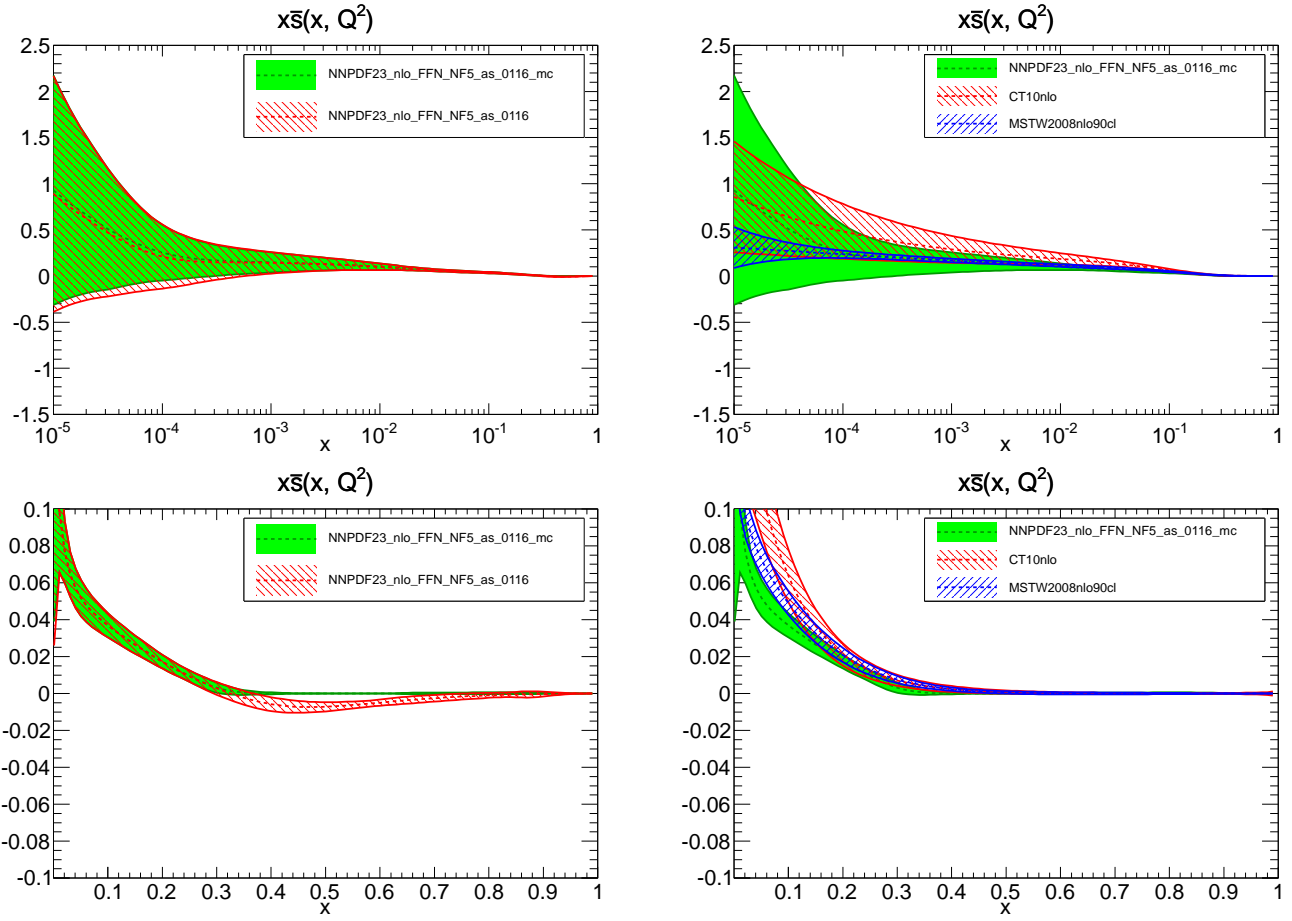 xs̄(x, Q²)
2.5
2
1.5
1
0.5
0
-0.5
-1
-1.5
NNPDF23_nlo_FFN_NF5_as_0116_mc
NNPDF23_nlo_FFN_NF5_as_0116
10⁻⁵ 10⁻⁴ 10⁻³ 10⁻² 10⁻¹ 1
x
xs̄(x, Q²)
2.5
2
1.5
1
0.5
0
-0.5
-1
-1.5
NNPDF23_nlo_FFN_NF5_as_0116_mc
CT10nlo
MSTW2008nlo90cl
10⁻⁵ 10⁻⁴ 10⁻³ 10⁻² 10⁻¹ 1
x
xs̄(x, Q²)
0.1
0.08
0.06
0.04
0.02
0
-0.02
-0.04
-0.06
-0.08
-0.1
NNPDF23_nlo_FFN_NF5_as_0116_mc
NNPDF23_nlo_FFN_NF5_as_0116
0.1 0.2 0.3 0.4 0.5 0.6 0.7 0.8 0.9 1
x
xs̄(x, Q²)
0.1
0.08
0.06
0.04
0.02
0
-0.02
-0.04
-0.06
-0.08
-0.1
NNPDF23_nlo_FFN_NF5_as_0116_mc
CT10nlo
MSTW2008nlo90cl
0.1 0.2 0.3 0.4 0.5 0.6 0.7 0.8 0.9 1
x